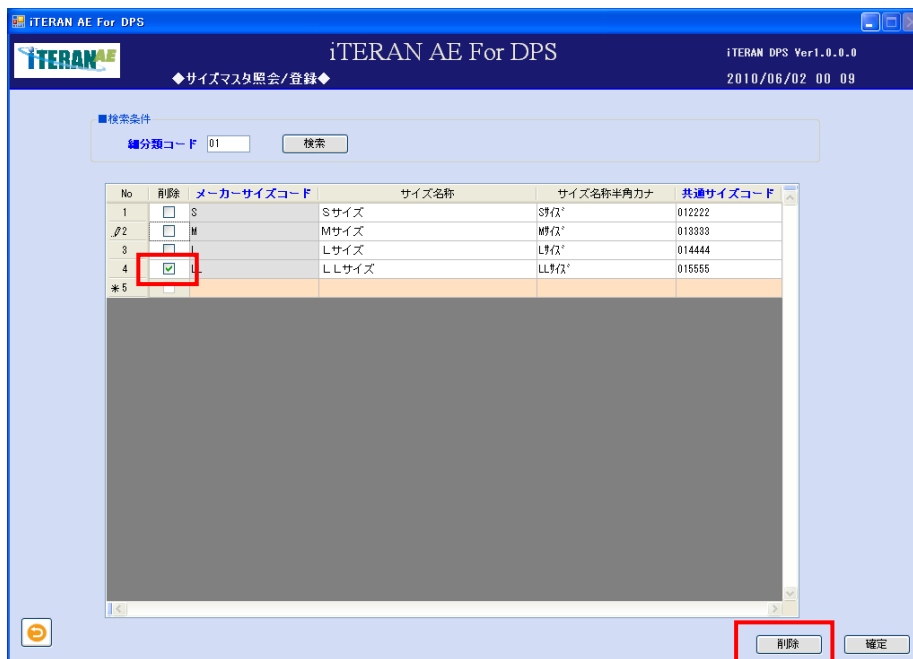 iTERAN AE For DPS
iTERAN AE
iTERAN AE For DPS
iTERAN DPS Ver1.0.0.0
◆サイズマスタ照会/登録◆
2010/06/02 00 09
■検索条件
細分類コード 01 検索
No 削除 メーカーサイズコード サイズ名称 サイズ名称半角カナ 共通サイズコード
1 S Sサイズ Sｻｲｽﾞ 012222
2 M Mサイズ Mｻｲｽﾞ 013333
3 L Lサイズ Lｻｲｽﾞ 014444
4 LL LLサイズ LLｻｲｽﾞ 015555
* 5
削除 確定